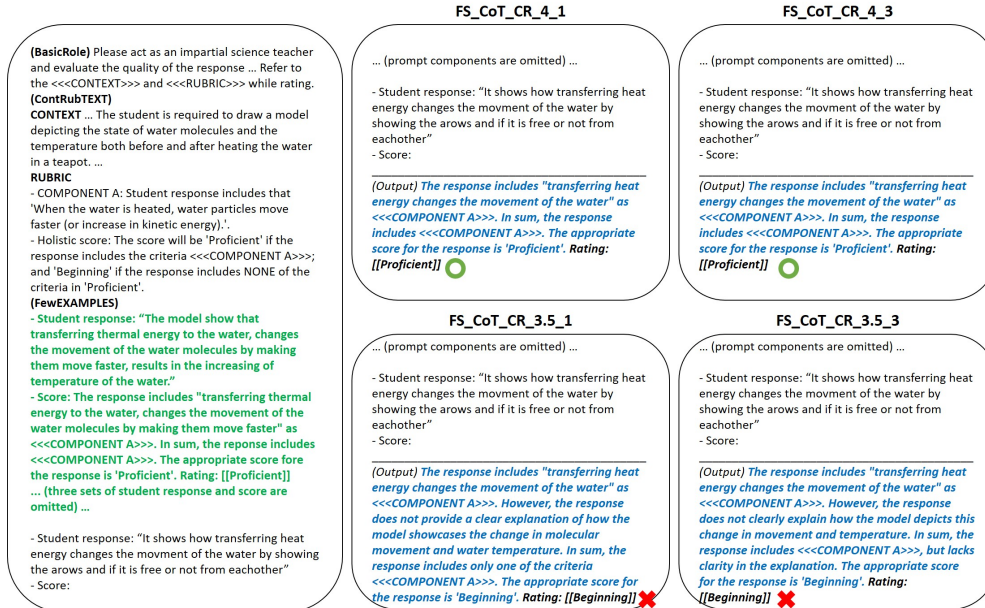 (BasicRole) Please act as an impartial science teacher
and evaluate the quality of the response ... Refer to
the <<<CONTEXT>>> and <<<RUBRIC>>> while rating.
(ContRubTEXT)
CONTEXT ... The student is required to draw a model
depicting the state of water molecules and the
temperature both before and after heating the water
in a teapot. ...
RUBRIC
- COMPONENT A: Student response includes that
'When the water is heated, water particles move
faster (or increase in kinetic energy).'.
- Holistic score: The score will be 'Proficient' if the
response includes the criteria <<<COMPONENT A>>>;
and 'Beginning' if the response includes NONE of the
criteria in 'Proficient'.
(FewEXAMPLES)
- Student response: “The model show that
transferring thermal energy to the water, changes
the movement of the water molecules by making
them move faster, results in the increasing of
temperature of the water.”
- Score: The response includes "transferring thermal
energy to the water, changes the movement of the
water molecules by making them move faster" as
<<<COMPONENT A>>>. In sum, the reponse includes
<<<COMPONENT A>>>. The appropriate score fore
the response is 'Proficient'. Rating: [[Proficient]]
... (three sets of student response and score are
omitted) ...
- Student response: “It shows how transferring heat
energy changes the movment of the water by showing
the arows and if it is free or not from eachother”
- Score:
FS_CoT_CR_4_1
... (prompt components are omitted) ...
- Student response: “It shows how transferring heat
energy changes the movment of the water by
showing the arows and if it is free or not from
eachother”
- Score:
(Output) The response includes "transferring heat
energy changes the movement of the water" as
<<<COMPONENT A>>>. In sum, the response
includes <<<COMPONENT A>>>. The appropriate
score for the response is 'Proficient'. Rating:
[[Proficient]]
FS_CoT_CR_4_3
... (prompt components are omitted) ...
- Student response: “It shows how transferring heat
energy changes the movment of the water by
showing the arows and if it is free or not from
eachother”
- Score:
(Output) The response includes "transferring heat
energy changes the movement of the water" as
<<<COMPONENT A>>>. In sum, the response
includes <<<COMPONENT A>>>. The appropriate
score for the response is 'Proficient'. Rating:
[[Proficient]]
FS_CoT_CR_3.5_1
... (prompt components are omitted) ...
- Student response: “It shows how transferring heat
energy changes the movment of the water by
showing the arows and if it is free or not from
eachother”
- Score:
(Output) The response includes "transferring heat
energy changes the movement of the water" as
<<<COMPONENT A>>>. However, the response
does not provide a clear explanation of how the
model showcases the change in molecular
movement and water temperature. In sum, the
response includes only one of the criteria
<<<COMPONENT A>>>. The appropriate score for
the response is 'Beginning'. Rating: [[Beginning]]
FS_CoT_CR_3.5_3
... (prompt components are omitted) ...
- Student response: “It shows how transferring heat
energy changes the movment of the water by
showing the arows and if it is free or not from
eachother”
- Score:
(Output) The response includes "transferring heat
energy changes the movement of the water" as
<<<COMPONENT A>>>. However, the response
does not clearly explain how the model depicts this
change in movement and temperature. In sum, the
response includes <<<COMPONENT A>>>, but lacks
clarity in the explanation. The appropriate score
for the response is 'Beginning'. Rating:
[[Beginning]]